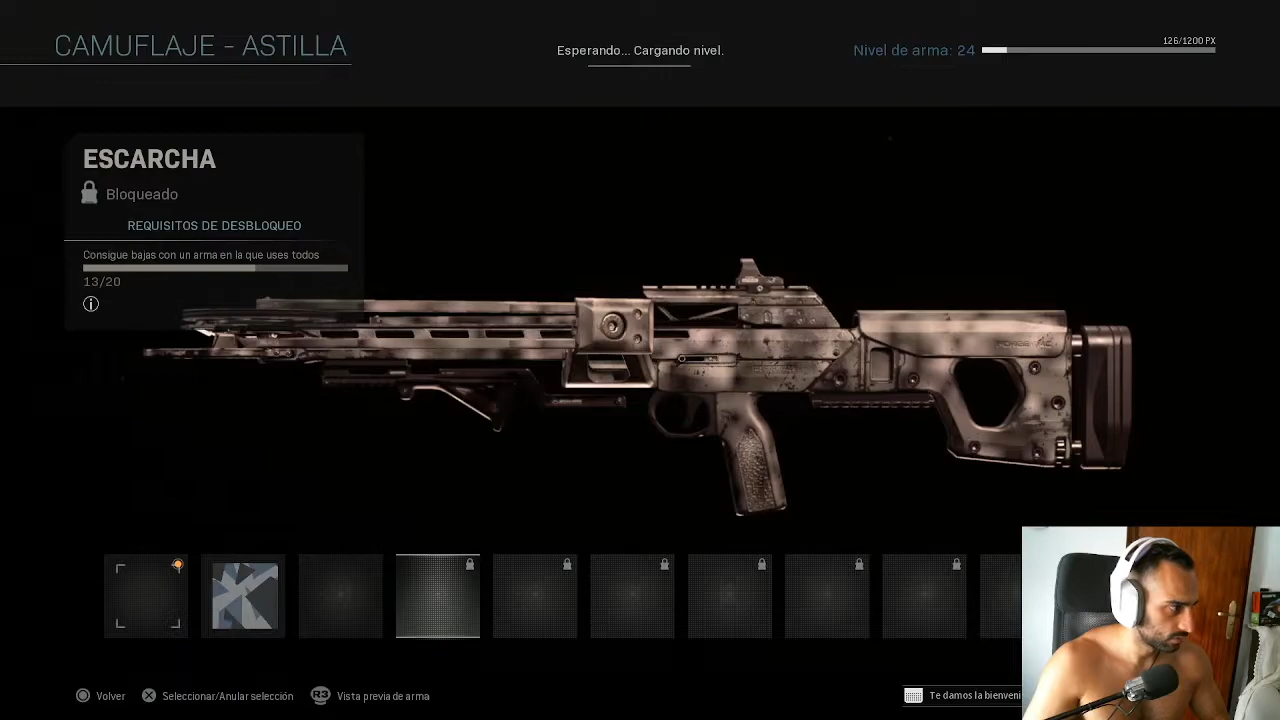 CAMUFLAJE - ASTILLA
Esperando... Cargando nivel.
Nivel de arma: 24
126/1200 PX
ESCARCHA
Bloqueado
REQUISITOS DE DESBLOQUEO
Consigue bajas con un arma en la que uses todos
13/20
R3
Volver
Seleccionar/Anular selección
Vista previa de arma
Te damos la bienveni